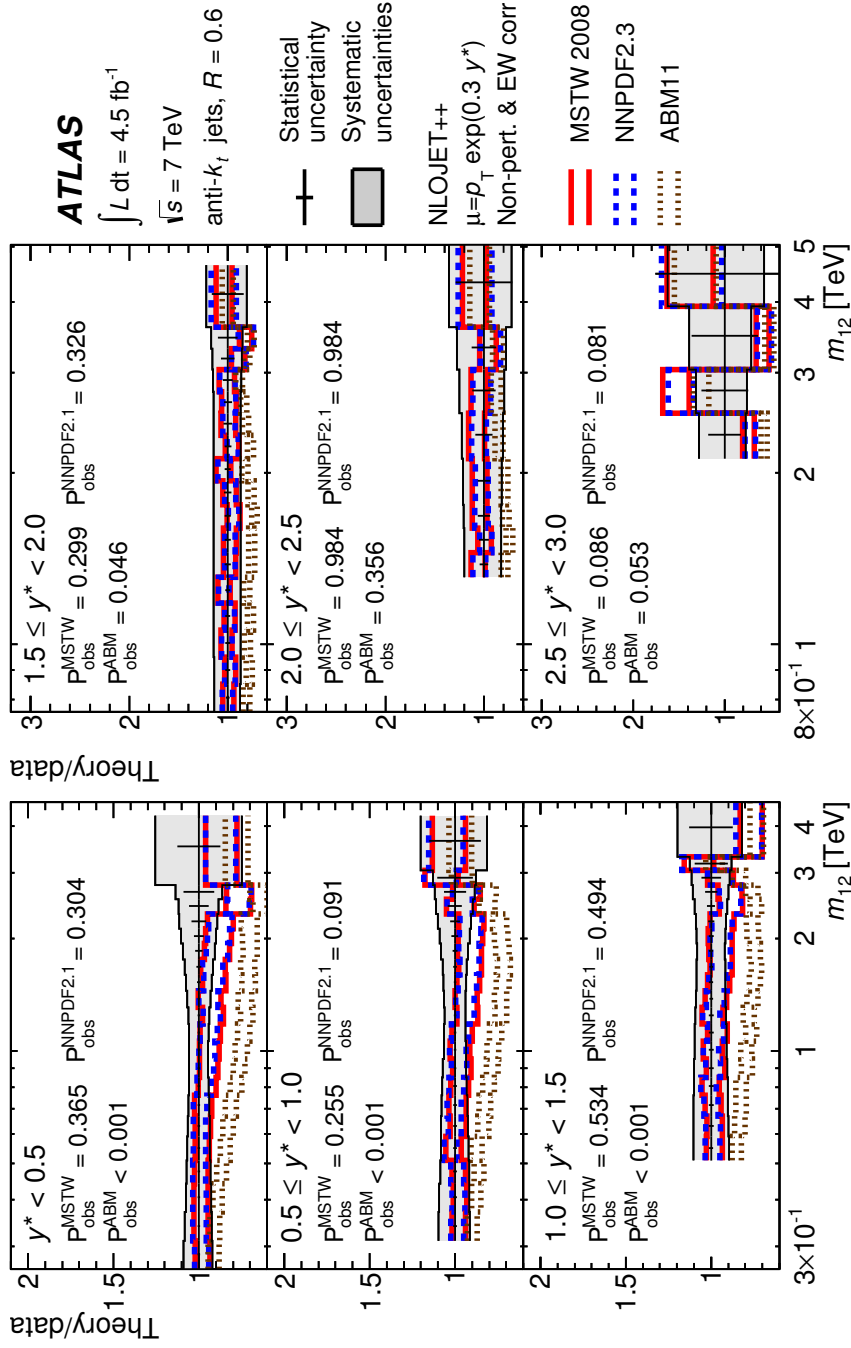 Theory/data
y* < 0.5
P_obs^MSTW = 0.365 P_obs^NNPDF2.1 = 0.304
P_obs^ABM < 0.001
2
1.5
1
0.5 ≤ y* < 1.0
P_obs^MSTW = 0.255 P_obs^NNPDF2.1 = 0.091
P_obs^ABM < 0.001
2
1.5
1
1.0 ≤ y* < 1.5
P_obs^MSTW = 0.534 P_obs^NNPDF2.1 = 0.494
P_obs^ABM < 0.001
2
1.5
1
3×10⁻¹ 1 2 3 4
m₁₂ [TeV]
Theory/data
1.5 ≤ y* < 2.0
P_obs^MSTW = 0.299 P_obs^NNPDF2.1 = 0.326
P_obs^ABM = 0.046
3
2
1
2.0 ≤ y* < 2.5
P_obs^MSTW = 0.984 P_obs^NNPDF2.1 = 0.984
P_obs^ABM = 0.356
3
2
1
2.5 ≤ y* < 3.0
P_obs^MSTW = 0.086 P_obs^NNPDF2.1 = 0.081
P_obs^ABM = 0.053
3
2
1
8×10⁻¹ 1 2 3 4 5
m₁₂ [TeV]
ATLAS
∫ L dt = 4.5 fb⁻¹
√s = 7 TeV
anti-k_t jets, R = 0.6
Statistical
uncertainty
Systematic
uncertainties
NLOJET++
μ=p_T exp(0.3 y*)
Non-pert. & EW corr
MSTW 2008
NNPDF2.3
ABM11